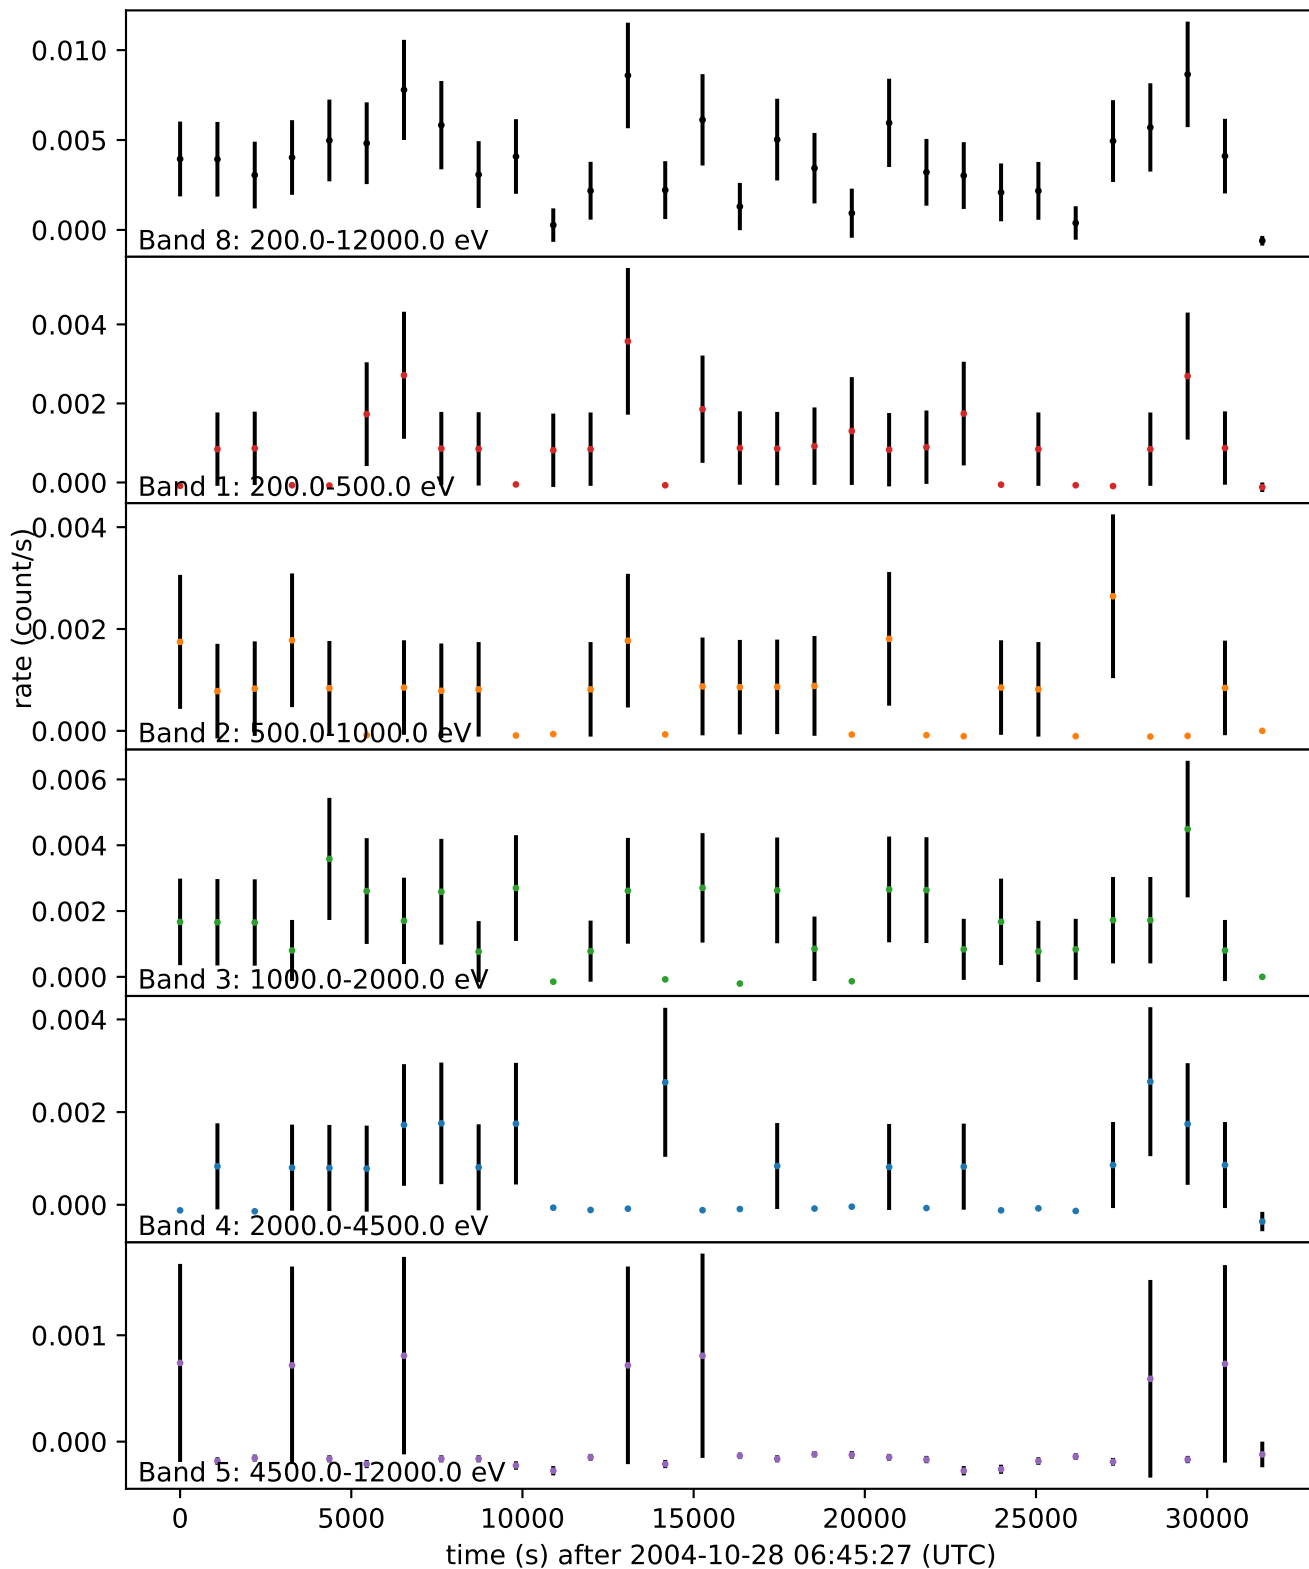 0.010
0.005
0.000
Band 8: 200.0-12000.0 eV
0.004
0.002
0.000
Band 1: 200.0-500.0 eV
rate (count/s)
0.004
0.002
0.000
Band 2: 500.0-1000.0 eV
0.006
0.004
0.002
0.000
Band 3: 1000.0-2000.0 eV
0.004
0.002
0.000
Band 4: 2000.0-4500.0 eV
0.001
0.000
Band 5: 4500.0-12000.0 eV
0 5000 10000 15000 20000 25000 30000
time (s) after 2004-10-28 06:45:27 (UTC)